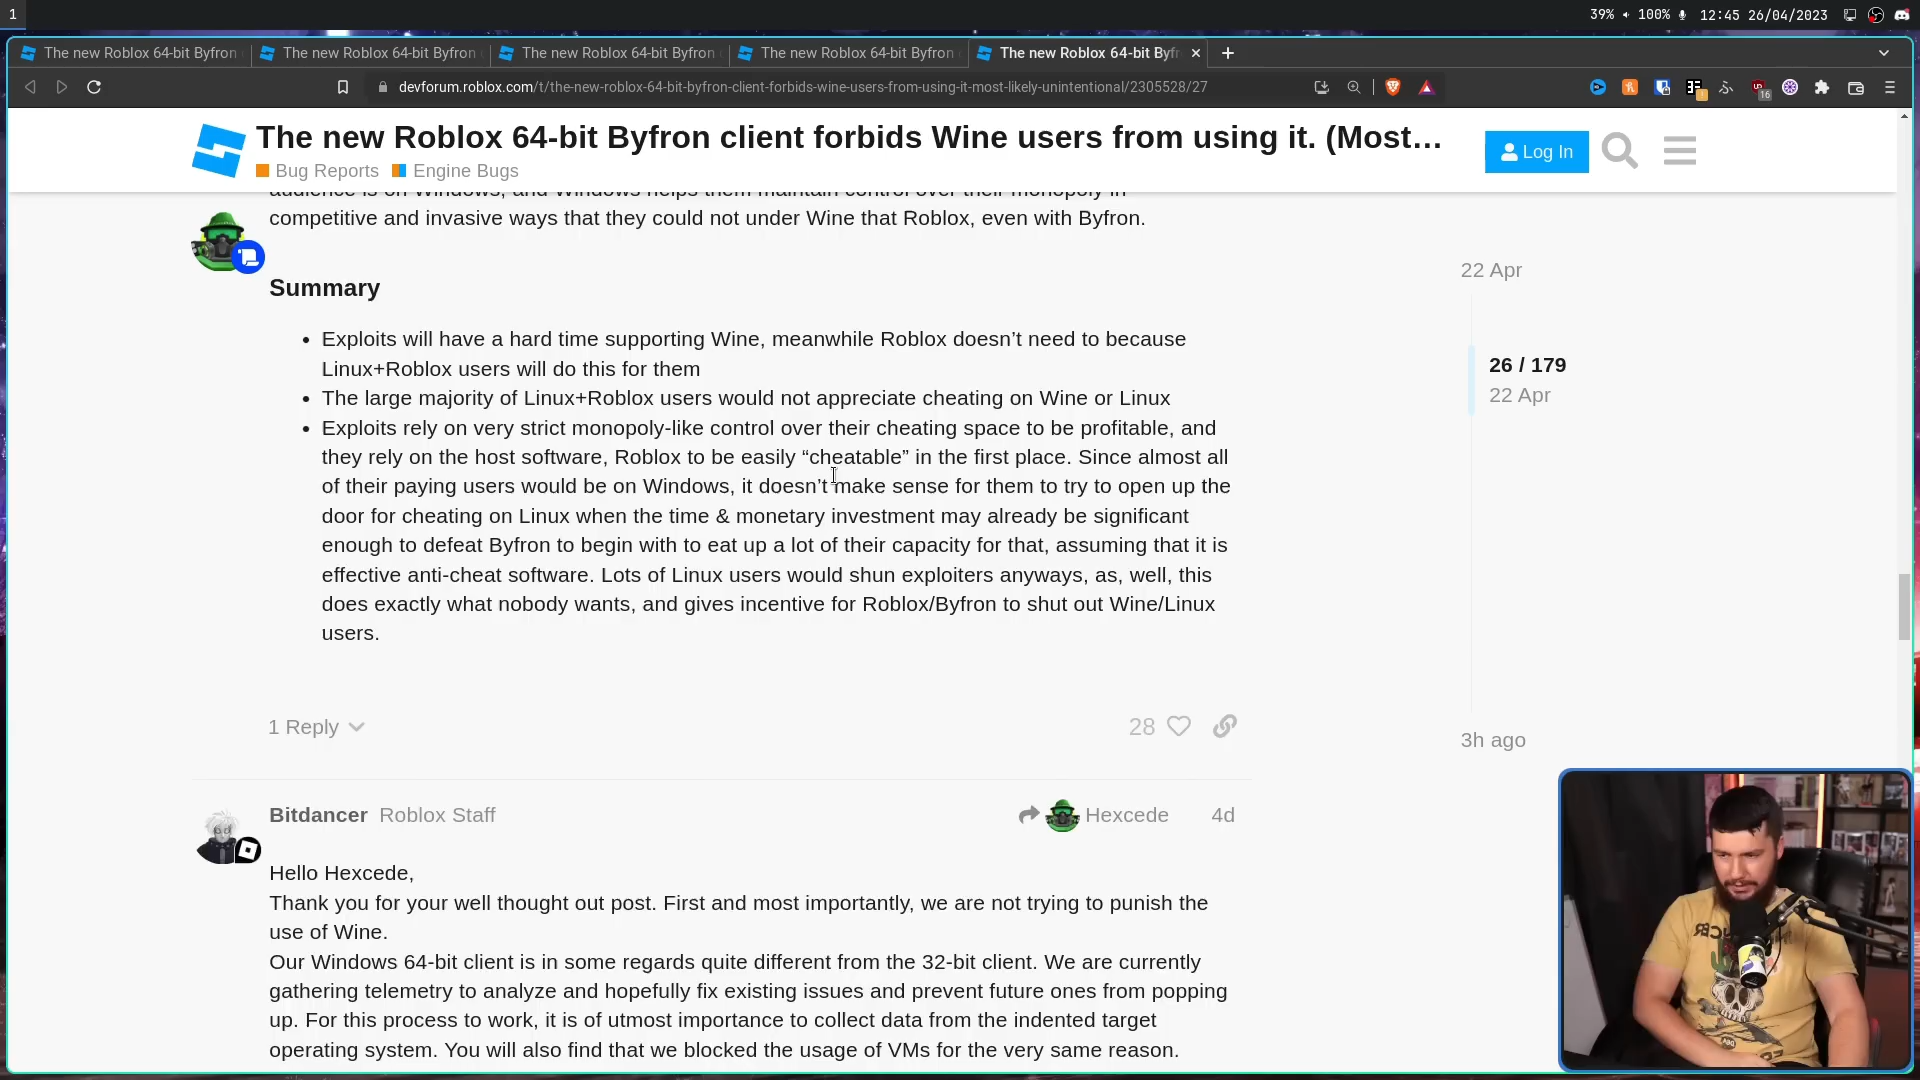 1
39% 100% 12:45 26/04/2023
The new Roblox 64-bit Byfron
The new Roblox 64-bit Byfron
The new Roblox 64-bit Byfron
The new Roblox 64-bit Byfron
The new Roblox 64-bit Byf
devforum.roblox.com/t/the-new-roblox-64-bit-byfron-client-forbids-wine-users-from-using-it-most-likely-unintentional/2305528/27
16
The new Roblox 64-bit Byfron client forbids Wine users from using it. (Most...
Bug Reports Engine Bugs
Log In
audience is on Windows, and Windows helps them maintain control over their monopoly in
competitive and invasive ways that they could not under Wine that Roblox, even with Byfron.
Summary
• Exploits will have a hard time supporting Wine, meanwhile Roblox doesn’t need to because
Linux+Roblox users will do this for them
• The large majority of Linux+Roblox users would not appreciate cheating on Wine or Linux
• Exploits rely on very strict monopoly-like control over their cheating space to be profitable, and
they rely on the host software, Roblox to be easily “cheatable” in the first place. Since almost all
of their paying users would be on Windows, it doesn’t make sense for them to try to open up the
door for cheating on Linux when the time & monetary investment may already be significant
enough to defeat Byfron to begin with to eat up a lot of their capacity for that, assuming that it is
effective anti-cheat software. Lots of Linux users would shun exploiters anyways, as, well, this
does exactly what nobody wants, and gives incentive for Roblox/Byfron to shut out Wine/Linux
users.
1 Reply
28
22 Apr
26 / 179
22 Apr
3h ago
Bitdancer Roblox Staff
Hexcede 4d
Hello Hexcede,
Thank you for your well thought out post. First and most importantly, we are not trying to punish the
use of Wine.
Our Windows 64-bit client is in some regards quite different from the 32-bit client. We are currently
gathering telemetry to analyze and hopefully fix existing issues and prevent future ones from popping
up. For this process to work, it is of utmost importance to collect data from the indented target
operating system. You will also find that we blocked the usage of VMs for the very same reason.